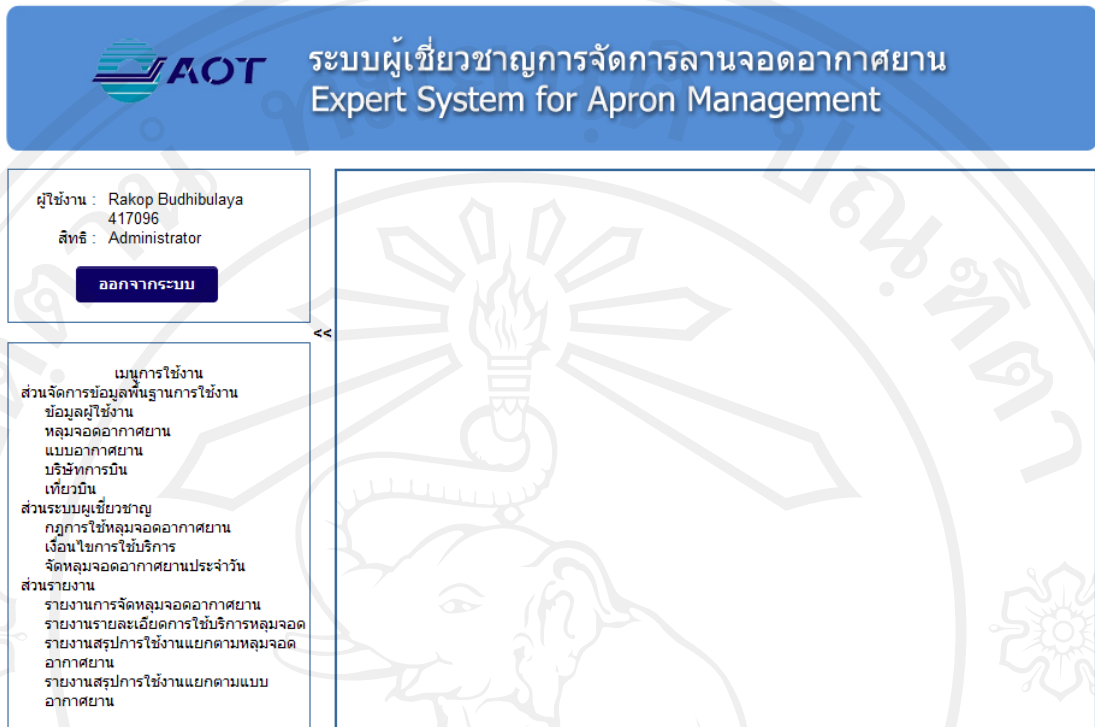 AOT
ระบบผู้เชี่ยวชาญการจัดการลานจอดอากาศยาน
Expert System for Apron Management
ผู้ใช้งาน : Rakop Budhibulaya
417096
สิทธิ : Administrator
ออกจากระบบ
<<
เมนูการใช้งาน
ส่วนจัดการข้อมูลพื้นฐานการใช้งาน
ข้อมูลผู้ใช้งาน
หลุมจอดอากาศยาน
แบบอากาศยาน
บริษัทการบิน
เที่ยวบิน
ส่วนระบบผู้เชี่ยวชาญ
กฎการใช้หลุมจอดอากาศยาน
เงื่อนไขการใช้บริการ
จัดหลุมจอดอากาศยานประจำวัน
ส่วนรายงาน
รายงานการจัดหลุมจอดอากาศยาน
รายงานรายละเอียดการใช้บริการหลุมจอด
รายงานสรุปการใช้งานแยกตามหลุมจอด
อากาศยาน
รายงานสรุปการใช้งานแยกตามแบบ
อากาศยาน